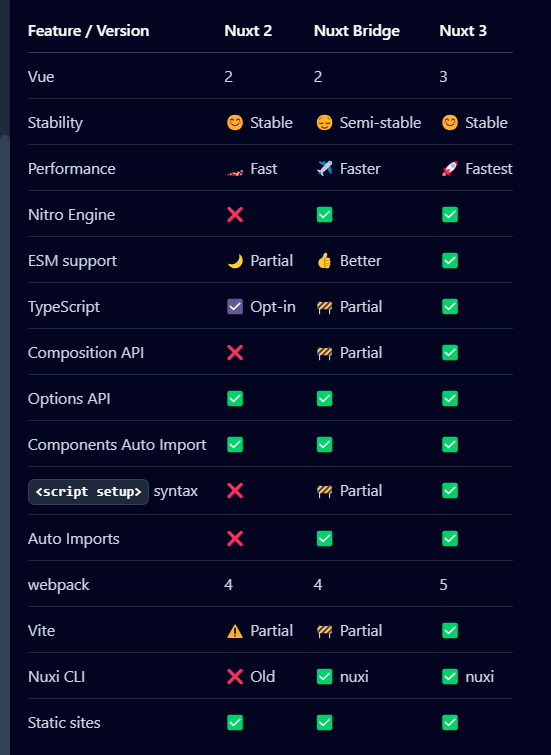 Feature / Version Nuxt 2 Nuxt Bridge Nuxt 3
Vue 2 2 3
Stability 😊 Stable 😌 Semi-stable 😊 Stable
Performance 🏎 Fast ✈️ Faster 🚀 Fastest
Nitro Engine ❌ ✅ ✅
ESM support 🌙 Partial 👍 Better ✅
TypeScript ☑️ Opt-in 🚧 Partial ✅
Composition API ❌ 🚧 Partial ✅
Options API ✅ ✅ ✅
Components Auto Import ✅ ✅ ✅
<script setup> syntax ❌ 🚧 Partial ✅
Auto Imports ❌ ✅ ✅
webpack 4 4 5
Vite ⚠️ Partial 🚧 Partial ✅
Nuxi CLI ❌ Old ✅ nuxi ✅ nuxi
Static sites ✅ ✅ ✅